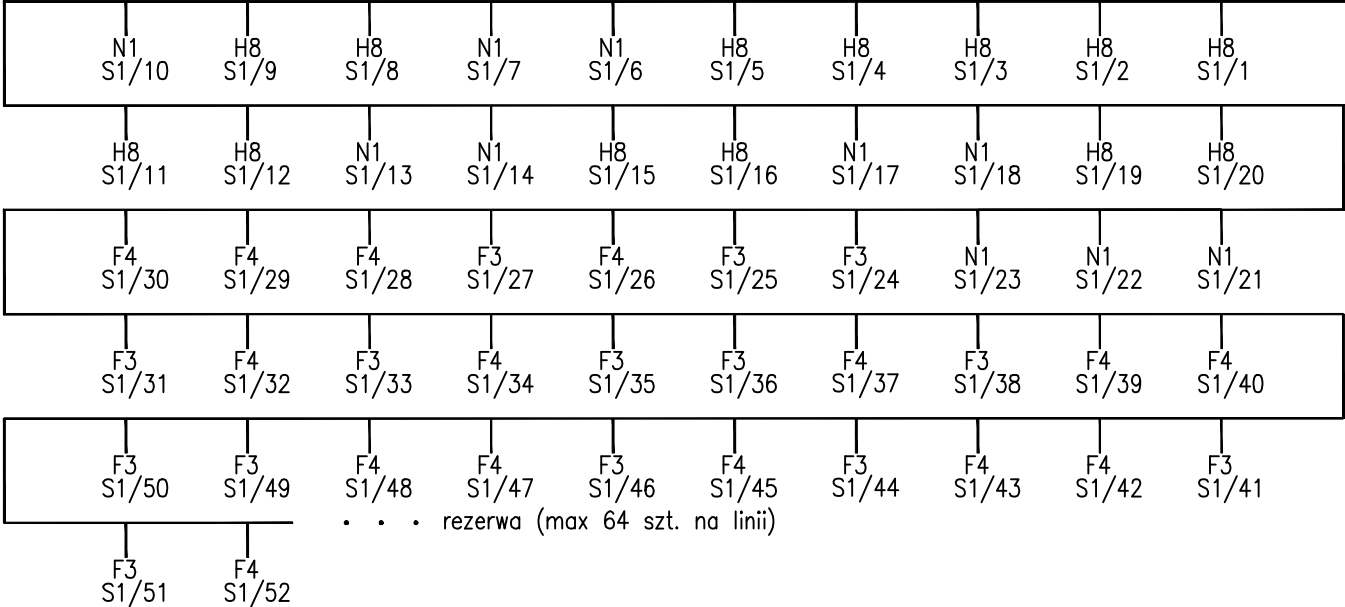 N1 H8 H8 N1 N1 H8 H8 H8 H8 H8
S1/10 S1/9 S1/8 S1/7 S1/6 S1/5 S1/4 S1/3 S1/2 S1/1
H8 H8 N1 N1 H8 H8 N1 N1 H8 H8
S1/11 S1/12 S1/13 S1/14 S1/15 S1/16 S1/17 S1/18 S1/19 S1/20
F4 F4 F4 F3 F4 F3 F3 N1 N1 N1
S1/30 S1/29 S1/28 S1/27 S1/26 S1/25 S1/24 S1/23 S1/22 S1/21
F3 F4 F3 F4 F3 F3 F4 F3 F4 F4
S1/31 S1/32 S1/33 S1/34 S1/35 S1/36 S1/37 S1/38 S1/39 S1/40
F3 F3 F4 F4 F3 F4 F3 F4 F4 F3
S1/50 S1/49 S1/48 S1/47 S1/46 S1/45 S1/44 S1/43 S1/42 S1/41
. . . rezerwa (max 64 szt. na linii)
F3 F4
S1/51 S1/52